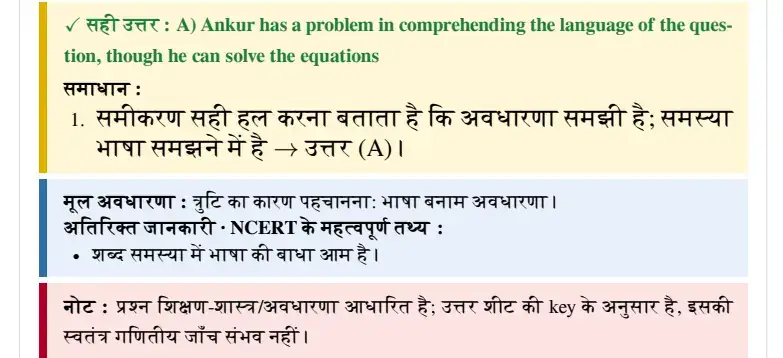 ✓ सही उत्तर : A) Ankur has a problem in comprehending the language of the ques-
tion, though he can solve the equations
समाधान :
1. समीकरण सही हल करना बताता है कि अवधारणा समझी है; समस्या
भाषा समझने में है → उत्तर (A)।
मूल अवधारणा : त्रुटि का कारण पहचानना: भाषा बनाम अवधारणा।
अतिरिक्त जानकारी · NCERT के महत्वपूर्ण तथ्य :
• शब्द समस्या में भाषा की बाधा आम है।
नोट : प्रश्न शिक्षण-शास्त्र/अवधारणा आधारित है; उत्तर शीट की key के अनुसार है, इसकी
स्वतंत्र गणितीय जाँच संभव नहीं।